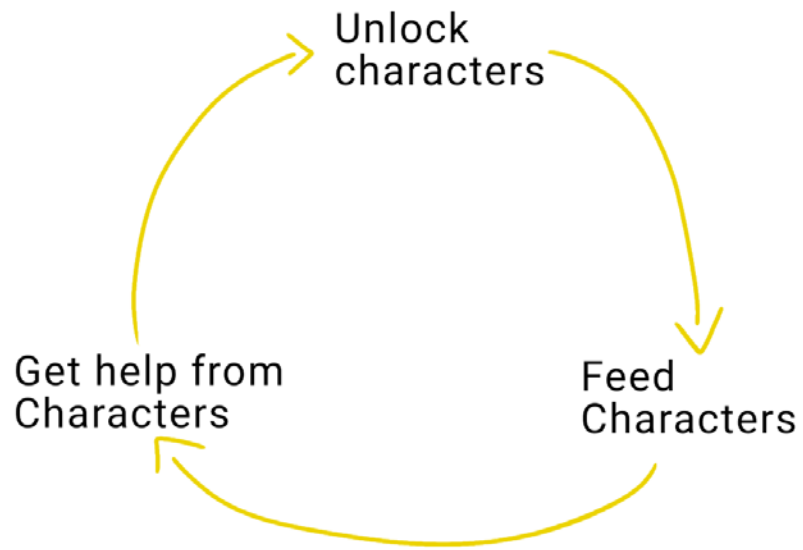 Unlock
characters
Get help from
Characters
Feed
Characters